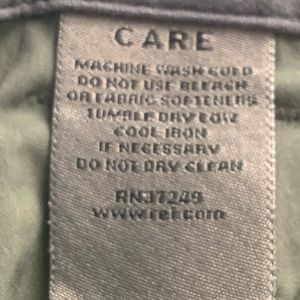 CARE
MACHINE WASH COLD
DO NOT USE BLEACH
OR FABRIC SOFTENERS
TUMBLE DRY LOW
COOL IRON
IF NECESSARY
DO NOT DRY CLEAN
RN37249
www.rei.com